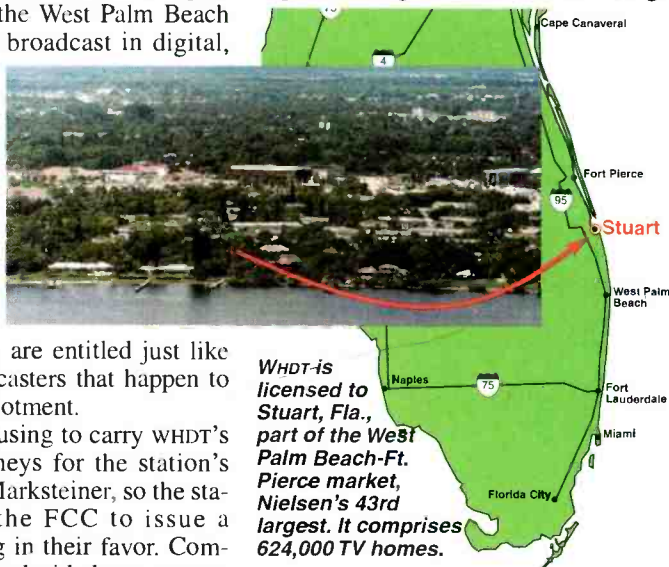 the West Palm Beach
broadcast in digital,
are entitled just like
casters that happen to
otment.
using to carry WHDT's
neys for the station's
Marksteiner, so the sta-
the FCC to issue a
g in their favor. Com-
WHDT is
licensed to
Stuart, Fla.,
part of the West
Palm Beach-Ft.
Pierce market,
Nielsen's 43rd
largest. It comprises
624,000 TV homes.
Cape Canaveral
4
Fort Pierce
95
Stuart
West Palm
Beach
Naples
75
Fort
Lauderdale
Miami
Florida City